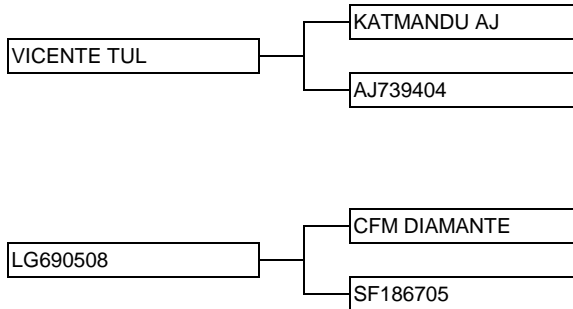 KATMANDU AJ
VICENTE TUL
AJ739404
CFM DIAMANTE
LG690508
SF186705